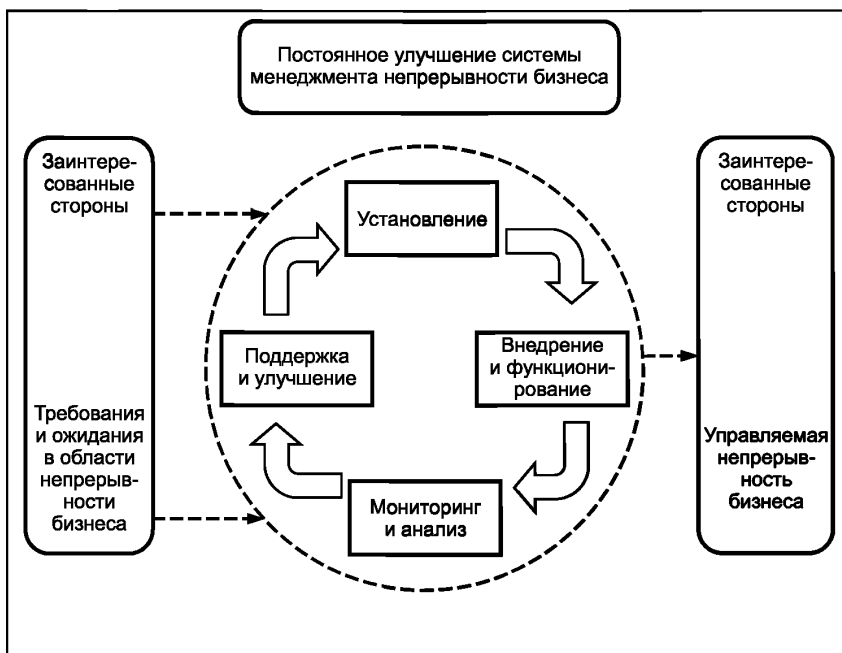 Постоянное улучшение системы
менеджмента непрерывности бизнеса
Заинтере-
сованные
стороны
Требования
и ожидания
в области
непрерыв-
ности
бизнеса
Установление
Внедрение
и функциони-
рование
Мониторинг
и анализ
Поддержка
и улучшение
Заинтере-
сованные
стороны
Управляемая
непрерыв-
ность
бизнеса